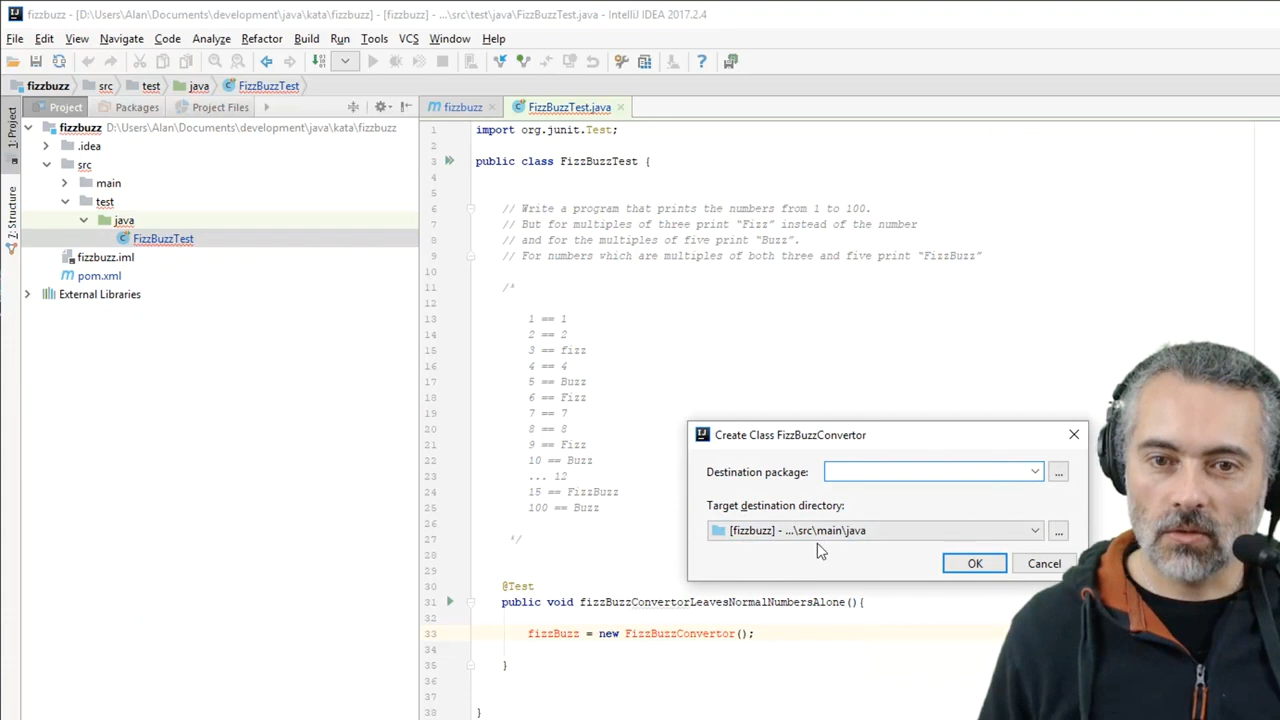 fizzbuzz - [D:\Users\Alan\Documents\development\java\kata\fizzbuzz] - [fizzbuzz] - ...\src\test\java\FizzBuzzTest.java - IntelliJ IDEA 2017.2.4
File Edit View Navigate Code Analyze Refactor Build Run Tools VCS Window Help
fizzbuzz src test java FizzBuzzTest
Project Packages Project Files
fizzbuzz FizzBuzzTest.java
1: Project
7: Structure
fizzbuzz D:\Users\Alan\Documents\development\java\kata\fizzbuzz
.idea
src
main
test
java
FizzBuzzTest
fizzbuzz.iml
pom.xml
External Libraries
1 import org.junit.Test;
2
3 public class FizzBuzzTest {
4
5
6 // Write a program that prints the numbers from 1 to 100.
7 // But for multiples of three print “Fizz” instead of the number
8 // and for the multiples of five print “Buzz”.
9 // For numbers which are multiples of both three and five print “FizzBuzz”
10
11 /*
12
13 1 == 1
14 2 == 2
15 3 == fizz
16 4 == 4
17 5 == Buzz
18 6 == Fizz
19 7 == 7
20 8 == 8
21 9 == Fizz
22 10 == Buzz
23 ... 12
24 15 == FizzBuzz
25 100 == Buzz
26
27 */
28
29
30 @Test
31 public void fizzBuzzConvertorLeavesNormalNumbersAlone(){
32
33 fizzBuzz = new FizzBuzzConvertor();
34
35 }
36
37
38 }
Create Class FizzBuzzConvertor
Destination package:
...
Target destination directory:
[fizzbuzz] - ...\src\main\java
...
OK Cancel